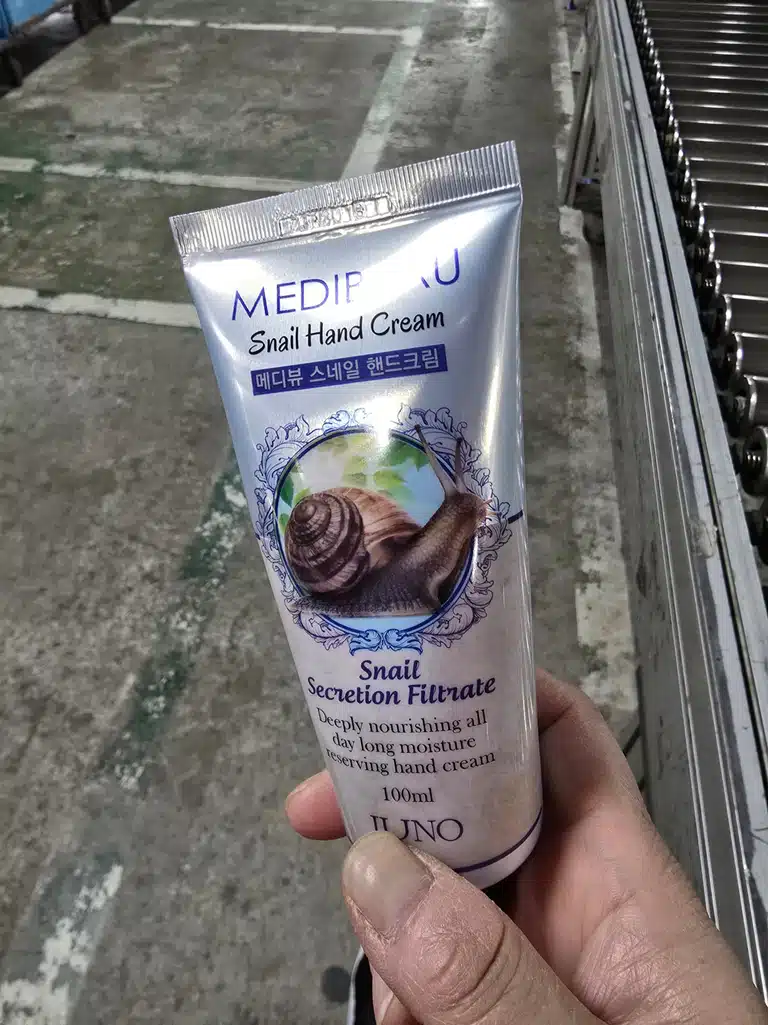 Snail Hand Cream
메디뷰 스네일 핸드크림
Snail
Secretion Filtrate
Deeply nourishing all
day long moisture
reserving hand cream
100ml
JUNO